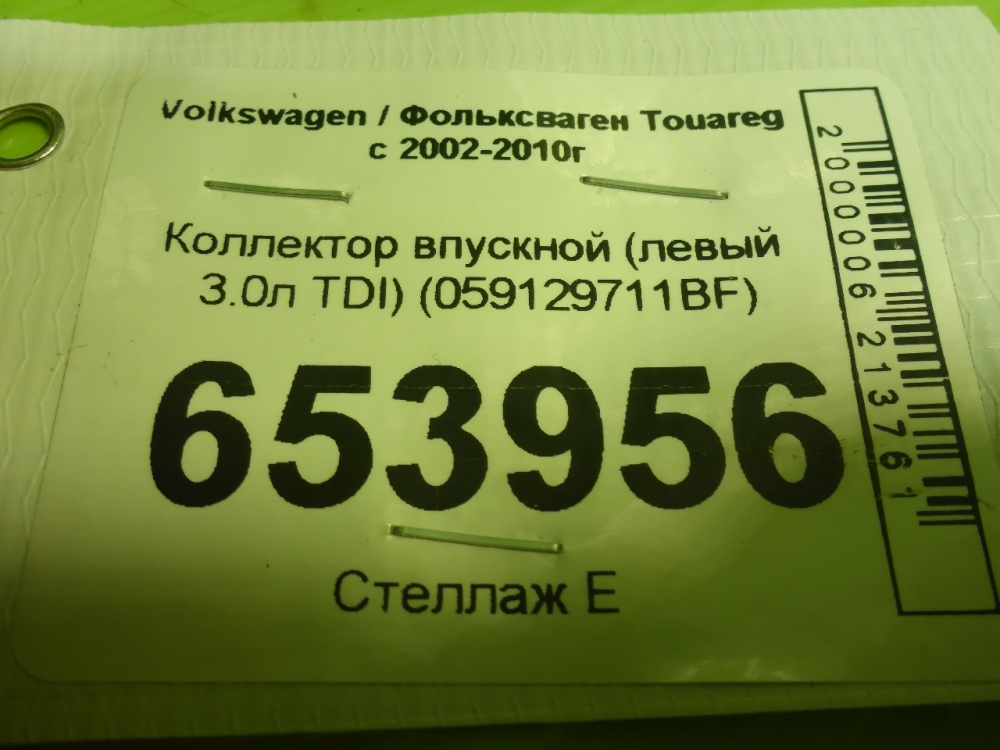 Volkswagen / Фольксваген Touareg
с 2002-2010г
Коллектор впускной (левый
3.0л TDI) (059129711BF)
653956
Стеллаж Е
2000006213761